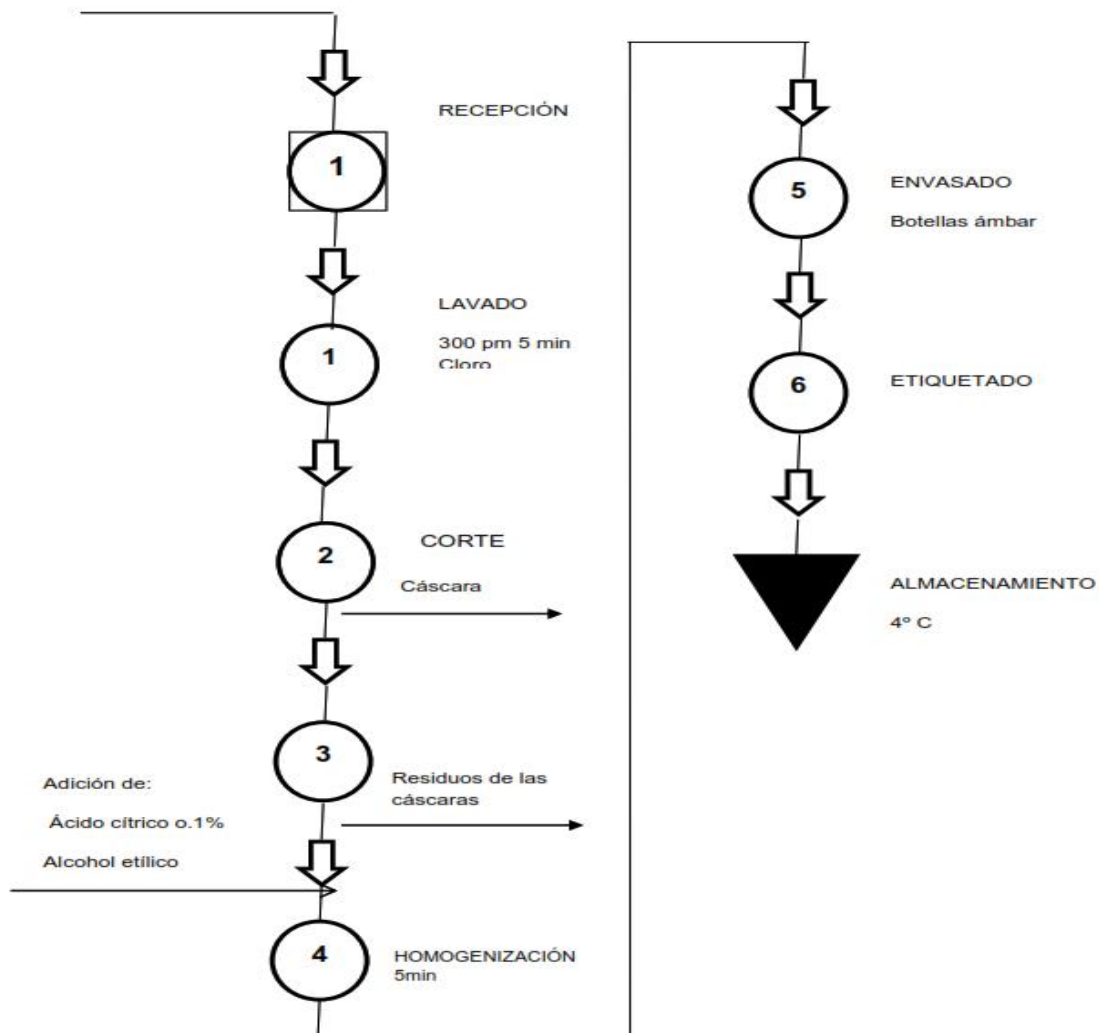 RECEPCIÓN
1
LAVADO
300 pm 5 min
Cloro
1
CORTE
2
Cáscara
3
Residuos de las
cáscaras
Adición de:
Ácido cítrico o.1%
Alcohol etílico
4
HOMOGENIZACIÓN
5min
5
ENVASADO
Botellas ámbar
6
ETIQUETADO
ALMACENAMIENTO
4º C